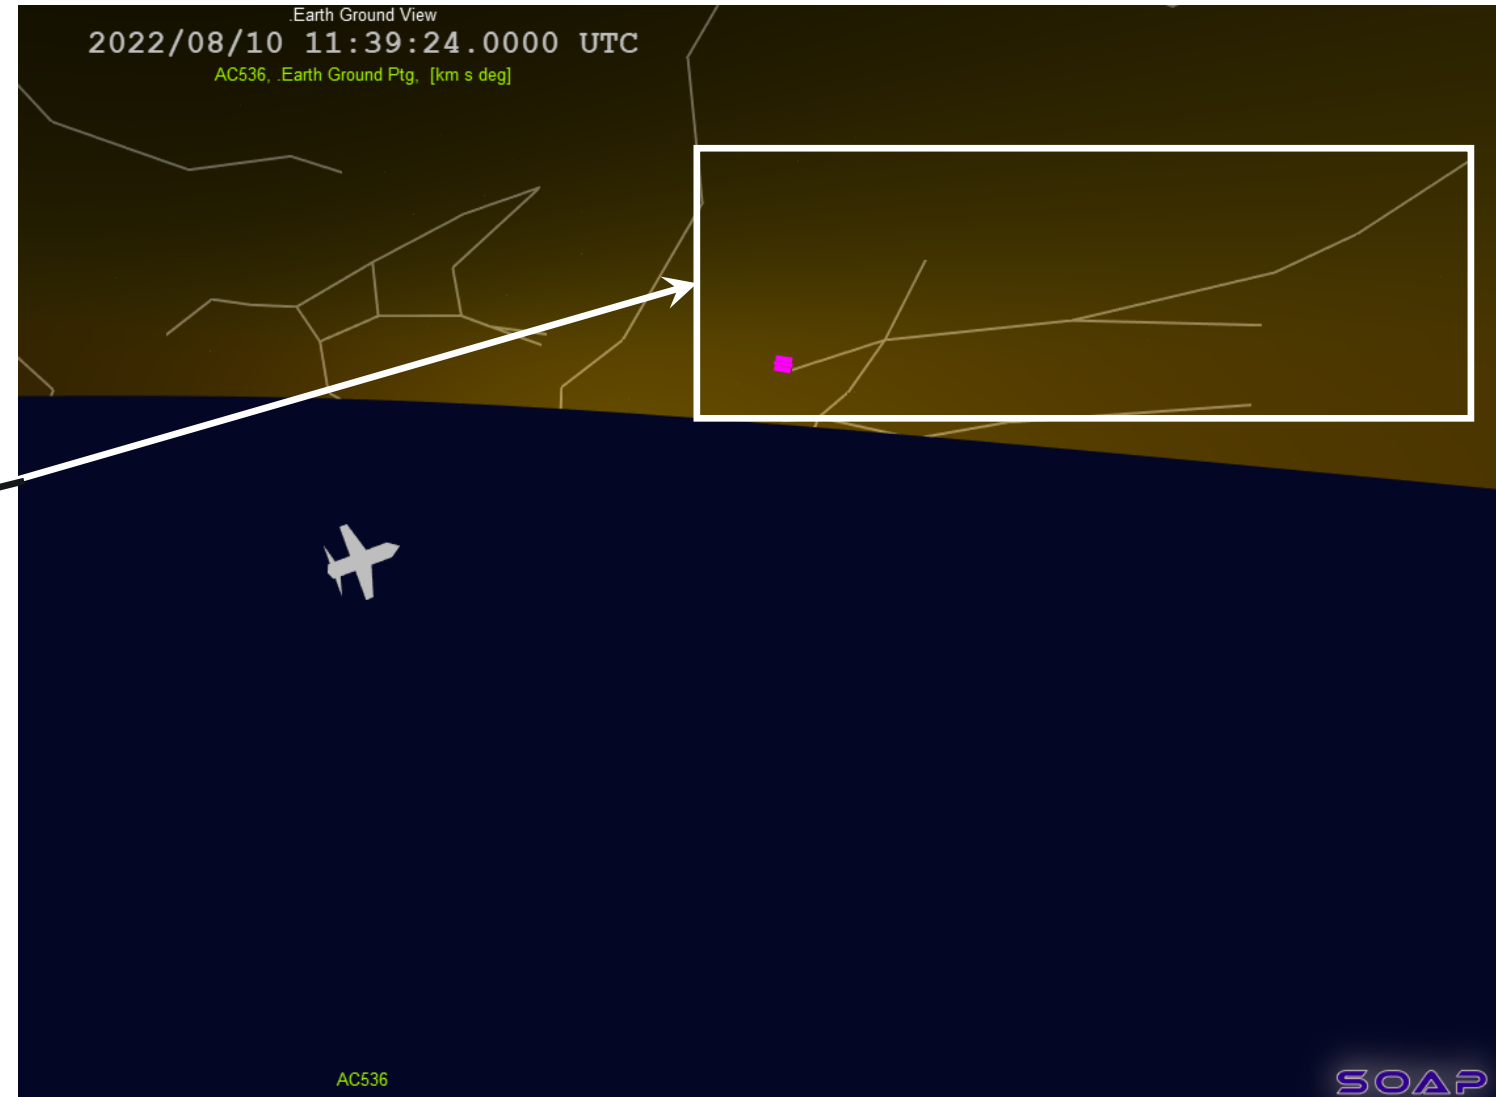 .Earth Ground View
2022/08/10 11:39:24.0000 UTC
AC536, .Earth Ground Ptg, [km s deg]
AC536
SOAP